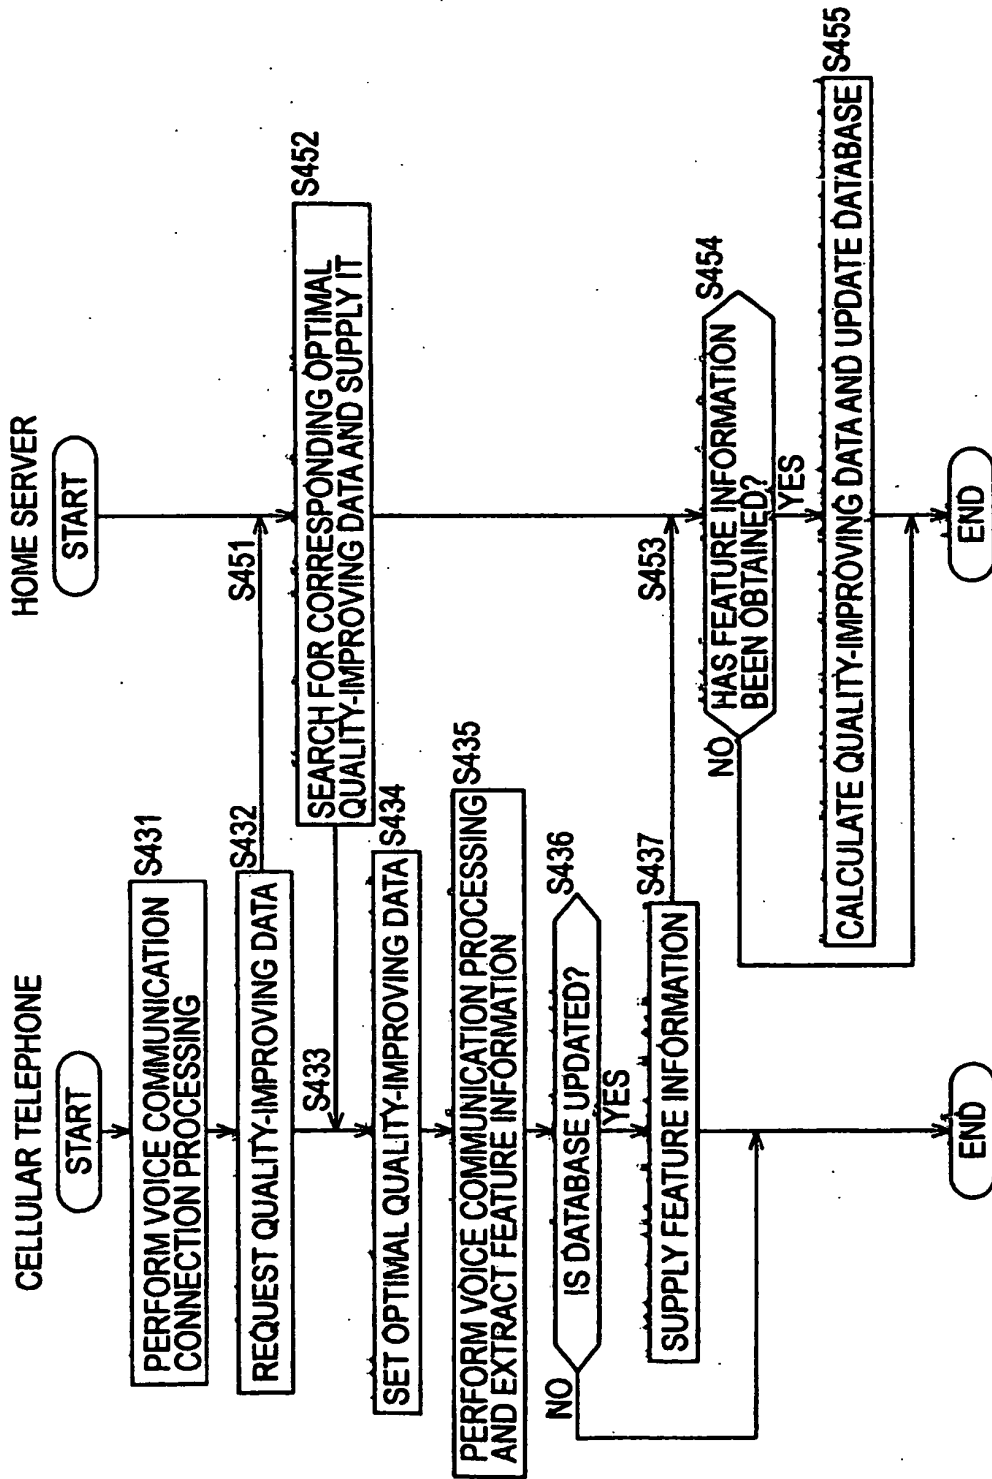 CELLULAR TELEPHONE
START
PERFORM VOICE COMMUNICATION
CONNECTION PROCESSING
S431
REQUEST QUALITY-IMPROVING DATA
S432
S433
SET OPTIMAL QUALITY-IMPROVING DATA
S434
PERFORM VOICE COMMUNICATION PROCESSING
AND EXTRACT FEATURE INFORMATION
S435
IS DATABASE UPDATED?
S436
NO
YES
SUPPLY FEATURE INFORMATION
S437
END
HOME SERVER
START
S451
SEARCH FOR CORRESPONDING OPTIMAL
QUALITY-IMPROVING DATA AND SUPPLY IT
S452
S453
HAS FEATURE INFORMATION
BEEN OBTAINED?
S454
NO
YES
CALCULATE QUALITY-IMPROVING DATA AND UPDATE DATABASE
S455
END